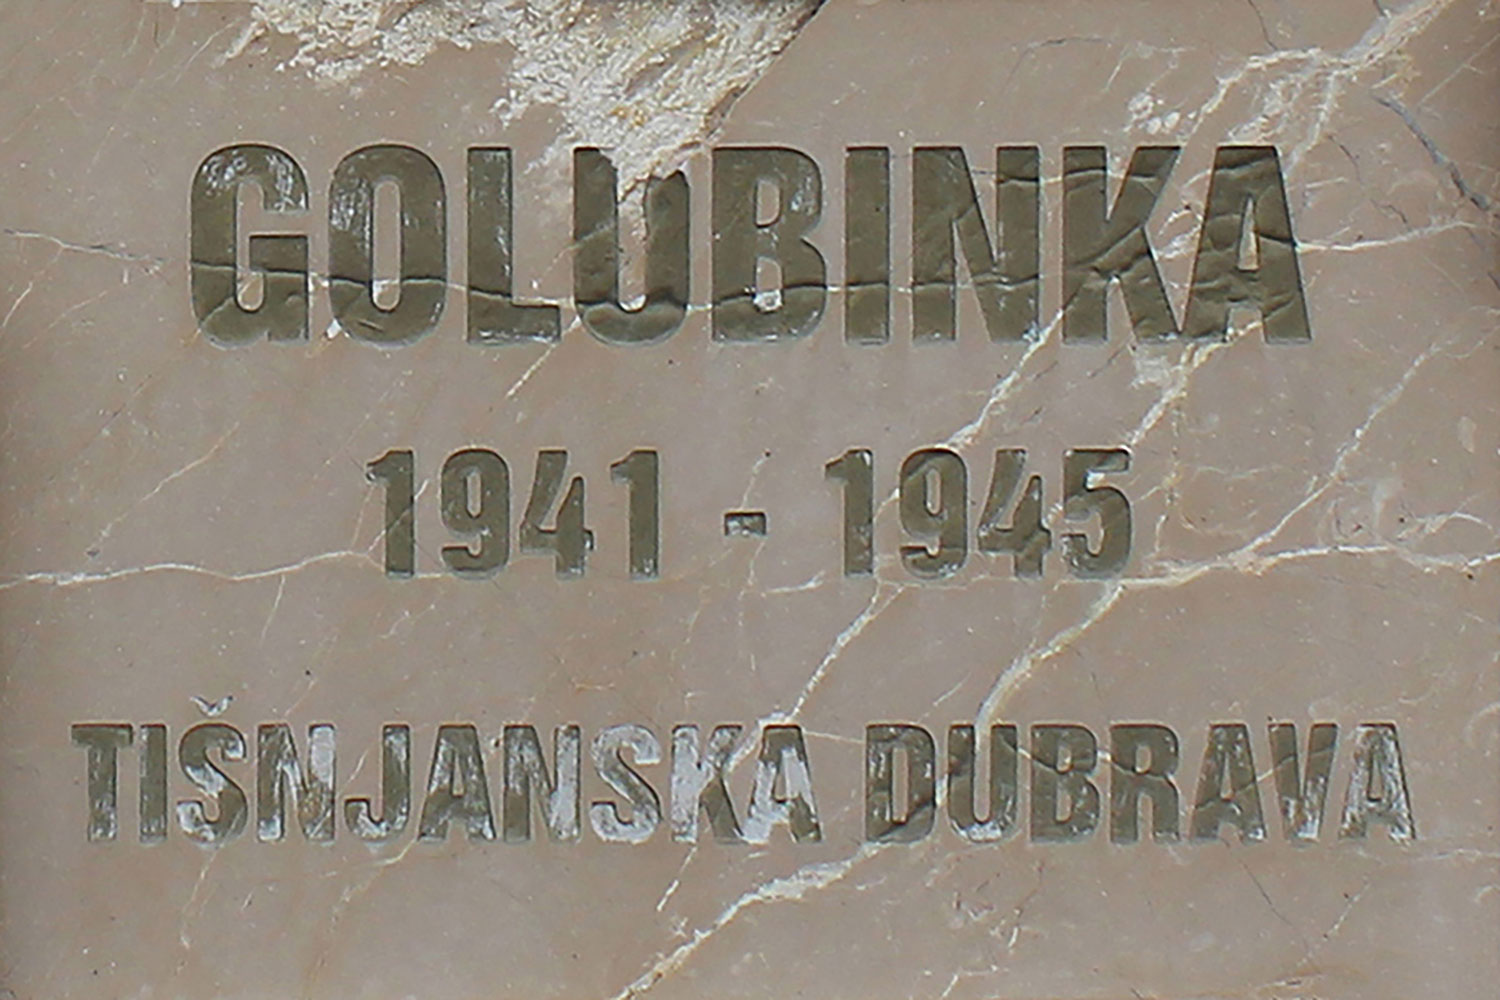 GOLUBINKA
1941 - 1945
TIŠNJANSKA DUBRAVA